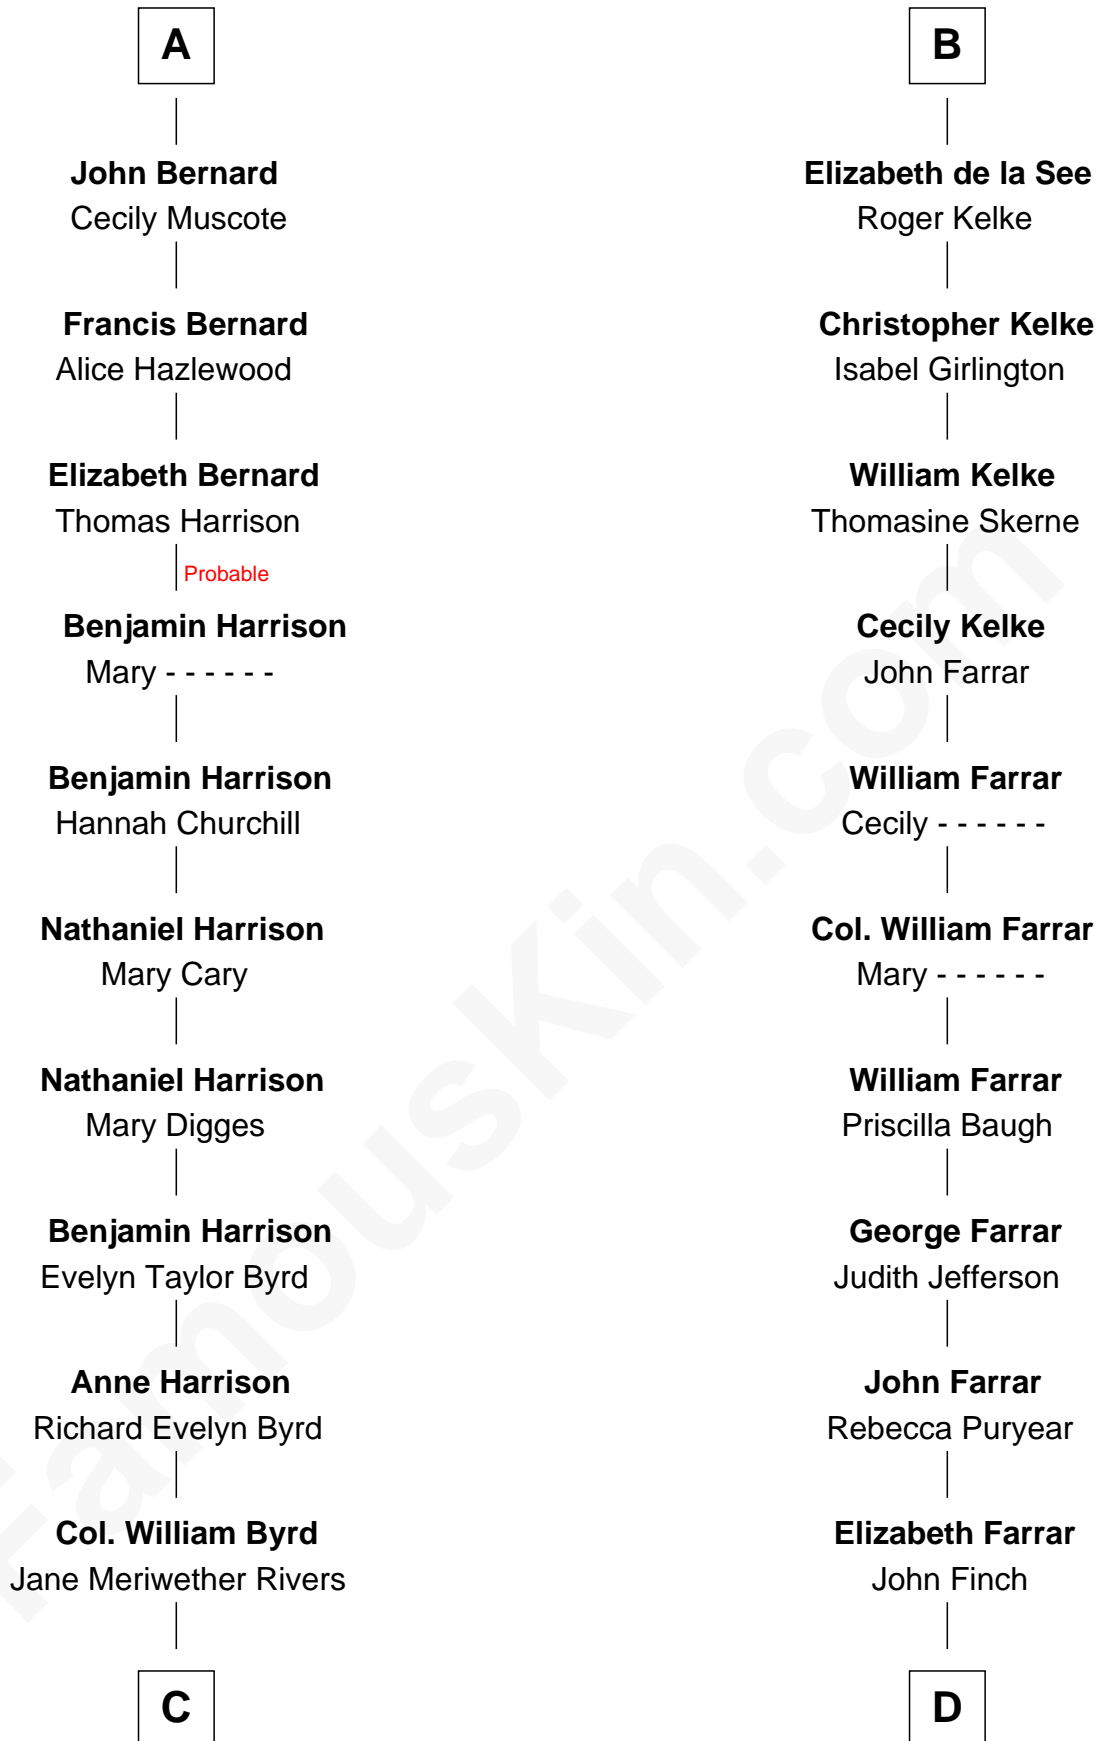 A
John Bernard
Cecily Muscote
Francis Bernard
Alice Hazlewood
Elizabeth Bernard
Thomas Harrison
Probable
Benjamin Harrison
Mary - - - - - -
Benjamin Harrison
Hannah Churchill
Nathaniel Harrison
Mary Cary
Nathaniel Harrison
Mary Digges
Benjamin Harrison
Evelyn Taylor Byrd
Anne Harrison
Richard Evelyn Byrd
Col. William Byrd
Jane Meriwether Rivers
C
B
Elizabeth de la See
Roger Kelke
Christopher Kelke
Isabel Girlington
William Kelke
Thomasine Skerne
Cecily Kelke
John Farrar
William Farrar
Cecily - - - - - -
Col. William Farrar
Mary - - - - - -
William Farrar
Priscilla Baugh
George Farrar
Judith Jefferson
John Farrar
Rebecca Puryear
Elizabeth Farrar
John Finch
D
FamousKin.com